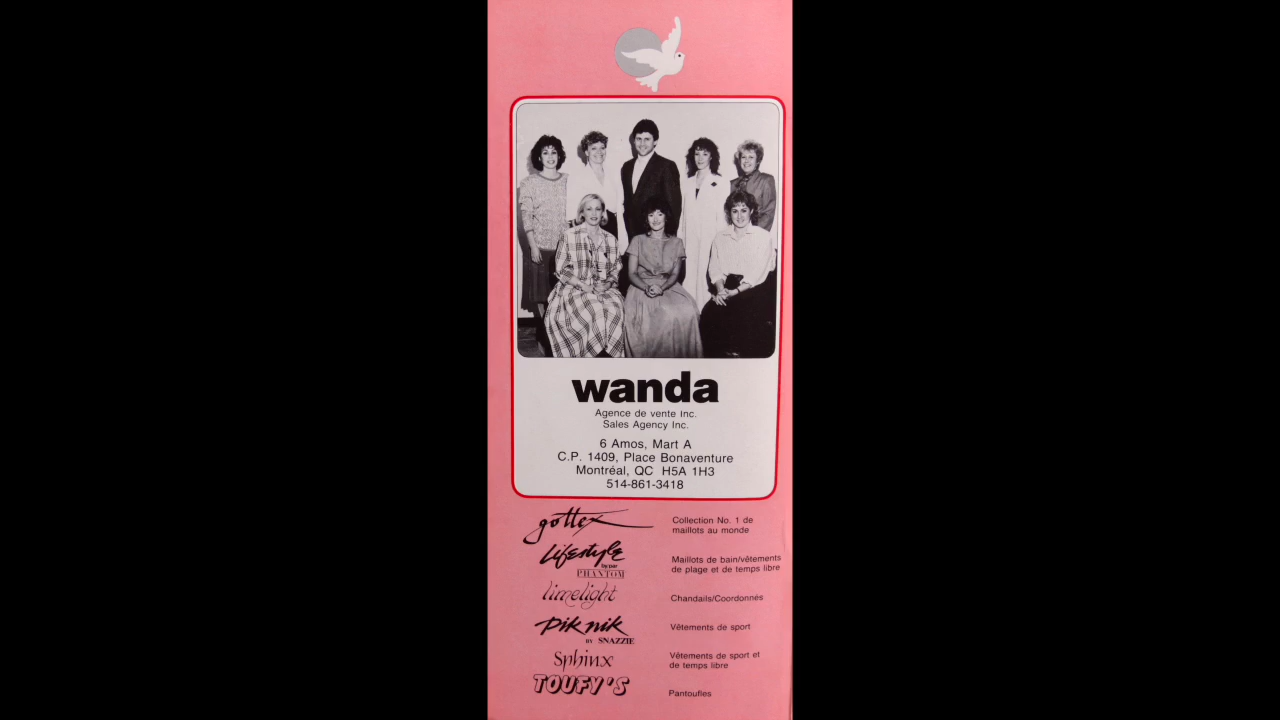 wanda
Agence de vente Inc.
Sales Agency Inc.
6 Amos, Mart A
C.P. 1409, Place Bonaventure
Montréal, QC H5A 1H3
514-861-3418
gottex
Collection No. 1 de
maillots au monde
Lifestyle
by/par
PHANTOM
Maillots de bain/vêtements
de plage et de temps libre
limelight
Chandails/Coordonnés
Pik nik
BY SNAZZIE
Vêtements de sport
Sphinx
Vêtements de sport et
de temps libre
TOUFY'S
Pantoufles